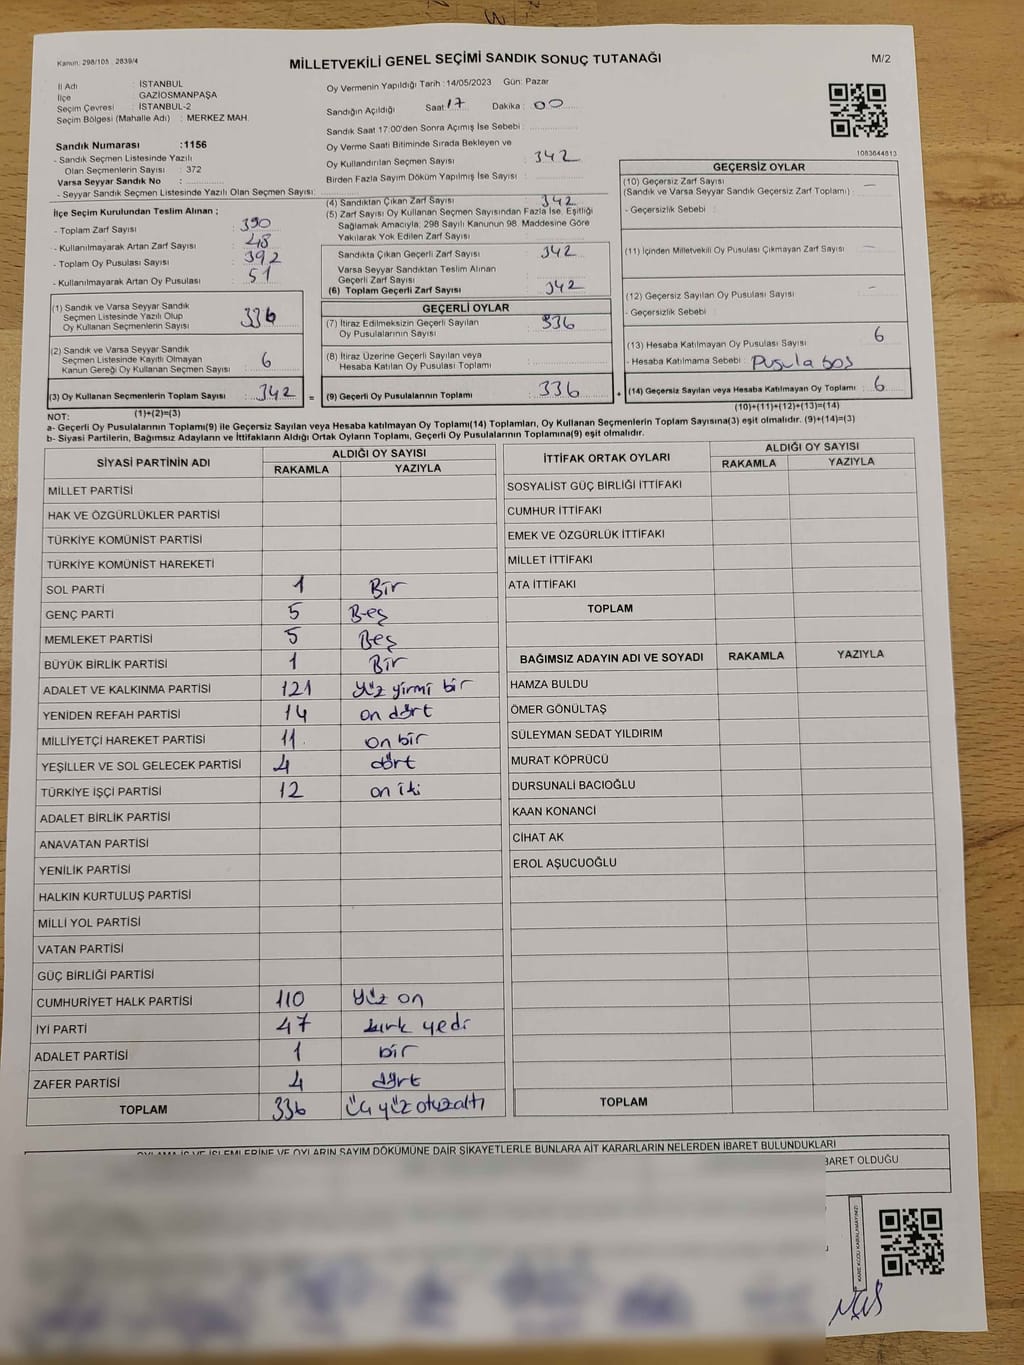 Kanun: 298/105 2839/4
MİLLETVEKİLİ GENEL SEÇİMİ SANDIK SONUÇ TUTANAĞI
M/2
İl Adı : İSTANBUL
İlçe : GAZİOSMANPAŞA
Seçim Çevresi : İSTANBUL-2
Seçim Bölgesi (Mahalle Adı) : MERKEZ MAH.
Sandık Numarası :1156
- Sandık Seçmen Listesinde Yazılı
Olan Seçmenlerin Sayısı : 372
Varsa Seyyar Sandık No :
- Seyyar Sandık Seçmen Listesinde Yazılı Olan Seçmen Sayısı:
Oy Vermenin Yapıldığı Tarih :14/05/2023 Gün: Pazar
Sandığın Açıldığı Saat: 17 Dakika : 00
Sandık Saat 17:00'den Sonra Açmış İse Sebebi :
Oy Verme Saati Bitiminde Sırada Bekleyen ve
Oy Kullandırılan Seçmen Sayısı : 342
Birden Fazla Sayım Döküm Yapılmış İse Sayısı :
1083644813
İlçe Seçim Kurulundan Teslim Alınan ;
- Toplam Zarf Sayısı : 390
- Kullanılmayarak Artan Zarf Sayısı : 48
- Toplam Oy Pusulası Sayısı : 392
- Kullanılmayarak Artan Oy Pusulası : 51
(1) Sandık ve Varsa Seyyar Sandık
Seçmen Listesinde Yazılı Olup
Oy Kullanan Seçmenlerin Sayısı : 336
(2) Sandık ve Varsa Seyyar Sandık
Seçmen Listesinde Kayıtlı Olmayan
Kanun Gereği Oy Kullanan Seçmen Sayısı : 6
(3) Oy Kullanan Seçmenlerin Toplam Sayısı : 342
(1)+(2)=(3)
(4) Sandıktan Çıkan Zarf Sayısı : 342
(5) Zarf Sayısı Oy Kullanan Seçmen Sayısından Fazla İse, Eşitliği
Sağlamak Amacıyla, 298 Sayılı Kanunun 98. Maddesine Göre
Yakılarak Yok Edilen Zarf Sayısı :
Sandıkta Çıkan Geçerli Zarf Sayısı : 342
Varsa Seyyar Sandıktan Teslim Alınan
Geçerli Zarf Sayısı :
(6) Toplam Geçerli Zarf Sayısı : 342
GEÇERLİ OYLAR
(7) İtiraz Edilmeksizin Geçerli Sayılan
Oy Pusulalarının Sayısı : 336
(8) İtiraz Üzerine Geçerli Sayılan veya
Hesaba Katılan Oy Pusulası Toplamı :
= (9) Geçerli Oy Pusulalarının Toplamı : 336 +
GEÇERSİZ OYLAR
(10) Geçersiz Zarf Sayısı
(Sandık ve Varsa Seyyar Sandık Geçersiz Zarf Toplamı) : —
- Geçersizlik Sebebi :
(11) İçinden Milletvekili Oy Pusulası Çıkmayan Zarf Sayısı : —
(12) Geçersiz Sayılan Oy Pusulası Sayısı : —
- Geçersizlik Sebebi :
(13) Hesaba Katılmayan Oy Pusulası Sayısı : 6
- Hesaba Katılmama Sebebi : Pusula boş
(14) Geçersiz Sayılan veya Hesaba Katılmayan Oy Toplamı : 6
(10)+(11)+(12)+(13)=(14)
NOT:
a- Geçerli Oy Pusulalarının Toplamı(9) ile Geçersiz Sayılan veya Hesaba katılmayan Oy Toplamı(14) Toplamları, Oy Kullanan Seçmenlerin Toplam Sayısına(3) eşit olmalıdır. (9)+(14)=(3)
b- Siyasi Partilerin, Bağımsız Adayların ve İttifakların Aldığı Ortak Oyların Toplamı, Geçerli Oy Pusulalarının Toplamına(9) eşit olmalıdır.
SİYASİ PARTİNİN ADI ALDIĞI OY SAYISI
RAKAMLA YAZIYLA
MİLLET PARTİSİ
HAK VE ÖZGÜRLÜKLER PARTİSİ
TÜRKİYE KOMÜNİST PARTİSİ
TÜRKİYE KOMÜNİST HAREKETİ
SOL PARTİ 1 Bir
GENÇ PARTİ 5 Beş
MEMLEKET PARTİSİ 5 Beş
BÜYÜK BİRLİK PARTİSİ 1 Bir
ADALET VE KALKINMA PARTİSİ 121 Yüz yirmi bir
YENİDEN REFAH PARTİSİ 14 on dört
MİLLİYETÇİ HAREKET PARTİSİ 11 on bir
YEŞİLLER VE SOL GELECEK PARTİSİ 4 dört
TÜRKİYE İŞÇİ PARTİSİ 12 on iki
ADALET BİRLİK PARTİSİ
ANAVATAN PARTİSİ
YENİLİK PARTİSİ
HALKIN KURTULUŞ PARTİSİ
MİLLİ YOL PARTİSİ
VATAN PARTİSİ
GÜÇ BİRLİĞİ PARTİSİ
CUMHURİYET HALK PARTİSİ 110 Yüz on
İYİ PARTİ 47 kırk yedi
ADALET PARTİSİ 1 bir
ZAFER PARTİSİ 4 dört
TOPLAM 336 üç yüz otuzaltı
İTTİFAK ORTAK OYLARI ALDIĞI OY SAYISI
RAKAMLA YAZIYLA
SOSYALİST GÜÇ BİRLİĞİ İTTİFAKI
CUMHUR İTTİFAKI
EMEK VE ÖZGÜRLÜK İTTİFAKI
MİLLET İTTİFAKI
ATA İTTİFAKI
TOPLAM
BAĞIMSIZ ADAYIN ADI VE SOYADI RAKAMLA YAZIYLA
HAMZA BULDU
ÖMER GÖNÜLTAŞ
SÜLEYMAN SEDAT YILDIRIM
MURAT KÖPRÜCÜ
DURSUNALİ BACIOĞLU
KAAN KONANCİ
CİHAT AK
EROL AŞUCUOĞLU
TOPLAM
OYLAMA İŞ VE İŞLEMLERİNE VE OYLARIN SAYIM DÖKÜMÜNE DAİR ŞİKAYETLERLE BUNLARA AİT KARARLARIN NELERDEN İBARET BULUNDUKLARI
BARET OLDUĞU